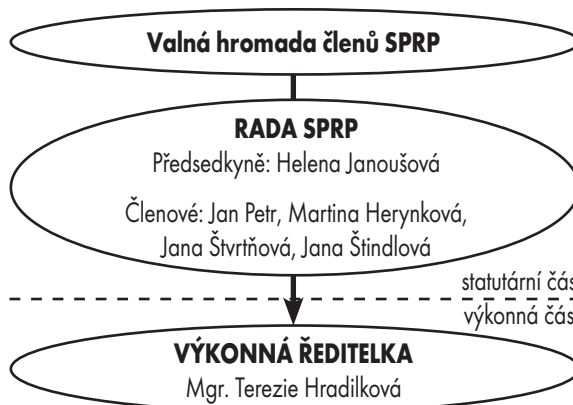 Valná hromada členů SPRP
RADA SPRP
Předsedkyně: Helena Janoušová
Členové: Jan Petr, Martina Herynková,
Jana Štvrtňová, Jana Štindlová
statutární čás
výkonná čás
VÝKONNÁ ŘEDITELKA
Mgr. Terezie Hradilková